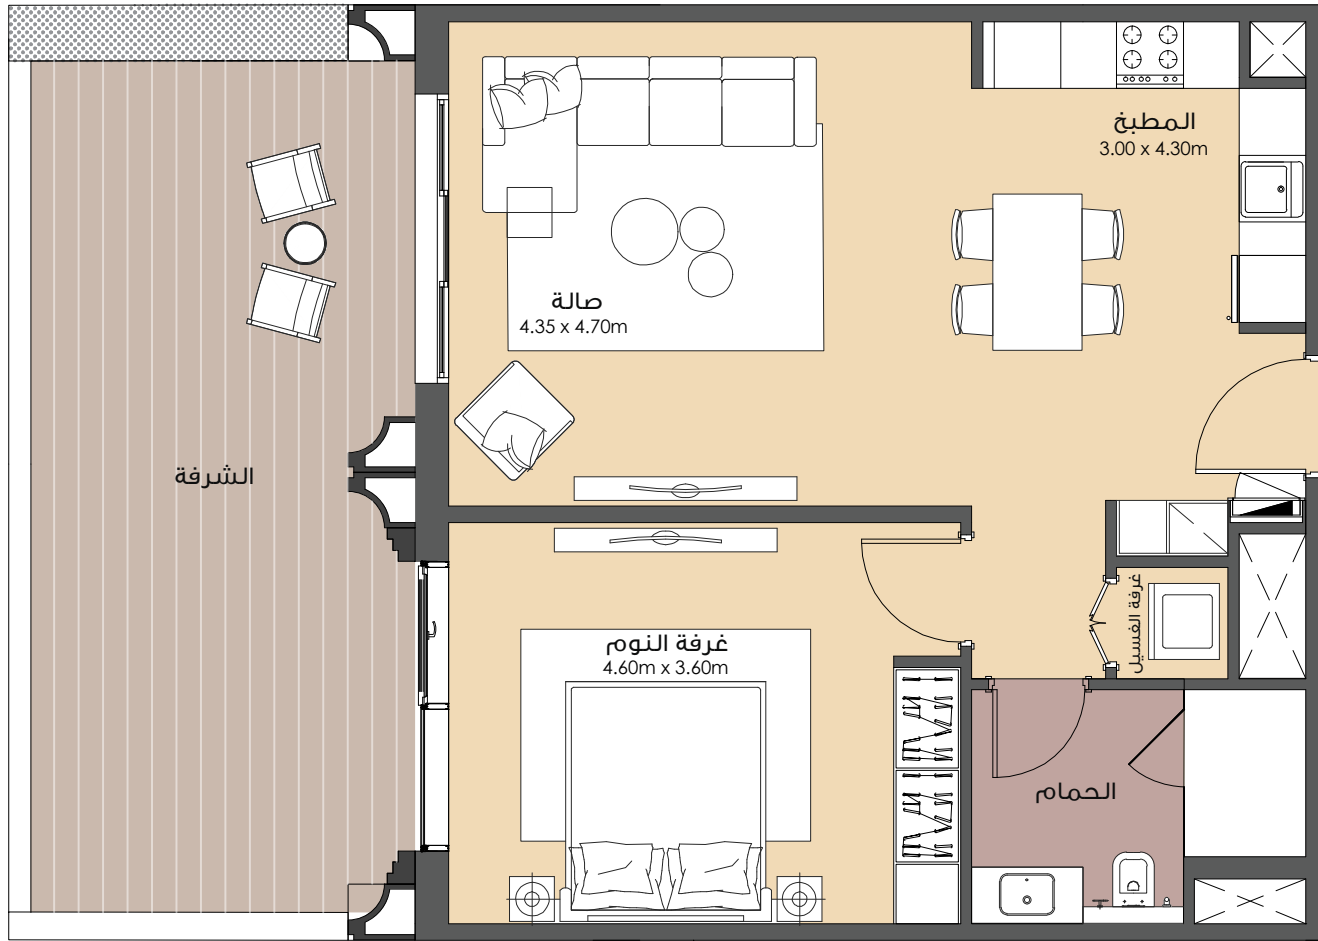 المطبخ
3.00 x 4.30m
صالة
4.35 x 4.70m
الشرفة
غرفة الغسيل
غرفة النوم
4.60m x 3.60m
الحمام